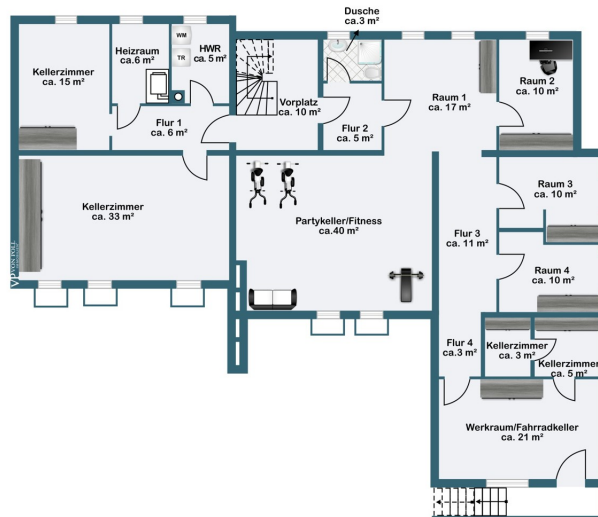 Dusche
ca.3 m²
WM
TR
HWR
ca. 5 m²
Heizraum
ca.6 m²
Kellerzimmer
ca. 15 m²
Vorplatz
ca. 10 m²
Raum 1
ca. 17 m²
Raum 2
ca. 10 m²
Flur 1
ca. 6 m²
Flur 2
ca. 5 m²
Kellerzimmer
ca. 33 m²
Partykeller/Fitness
ca.40 m²
Raum 3
ca. 10 m²
Flur 3
ca. 11 m²
Raum 4
ca. 10 m²
VP VON POLL
Flur 4
ca.3 m²
Kellerzimmer
ca. 3 m²
Kellerzimmer
ca. 5 m²
Werkraum/Fahrradkeller
ca. 21 m²